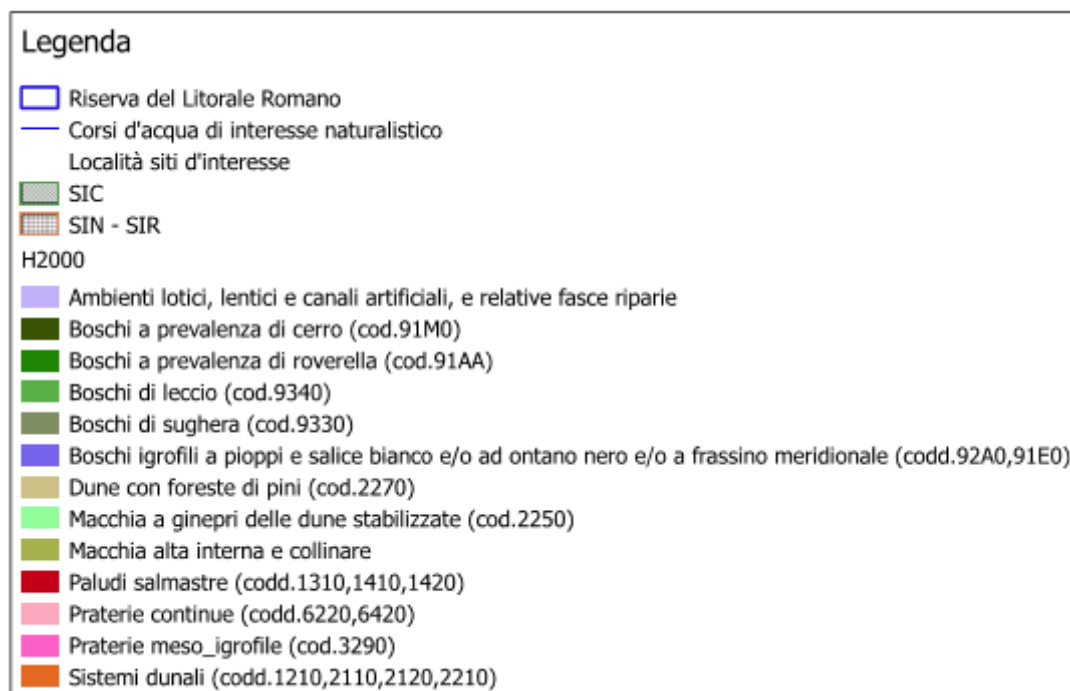 Legenda
Riserva del Litorale Romano
Corsi d'acqua di interesse naturalistico
Località siti d'interesse
SIC
SIN - SIR
H2000
Ambienti lotici, lentici e canali artificiali, e relative fasce riparie
Boschi a prevalenza di cerro (cod.91M0)
Boschi a prevalenza di roverella (cod.91AA)
Boschi di leccio (cod.9340)
Boschi di sughera (cod.9330)
Boschi igrofili a pioppi e salice bianco e/o ad ontano nero e/o a frassino meridionale (codd.92A0,91E0)
Dune con foreste di pini (cod.2270)
Macchia a ginepri delle dune stabilizzate (cod.2250)
Macchia alta interna e collinare
Paludi salmastre (codd.1310,1410,1420)
Praterie continue (codd.6220,6420)
Praterie meso_igrofile (cod.3290)
Sistemi dunali (codd.1210,2110,2120,2210)